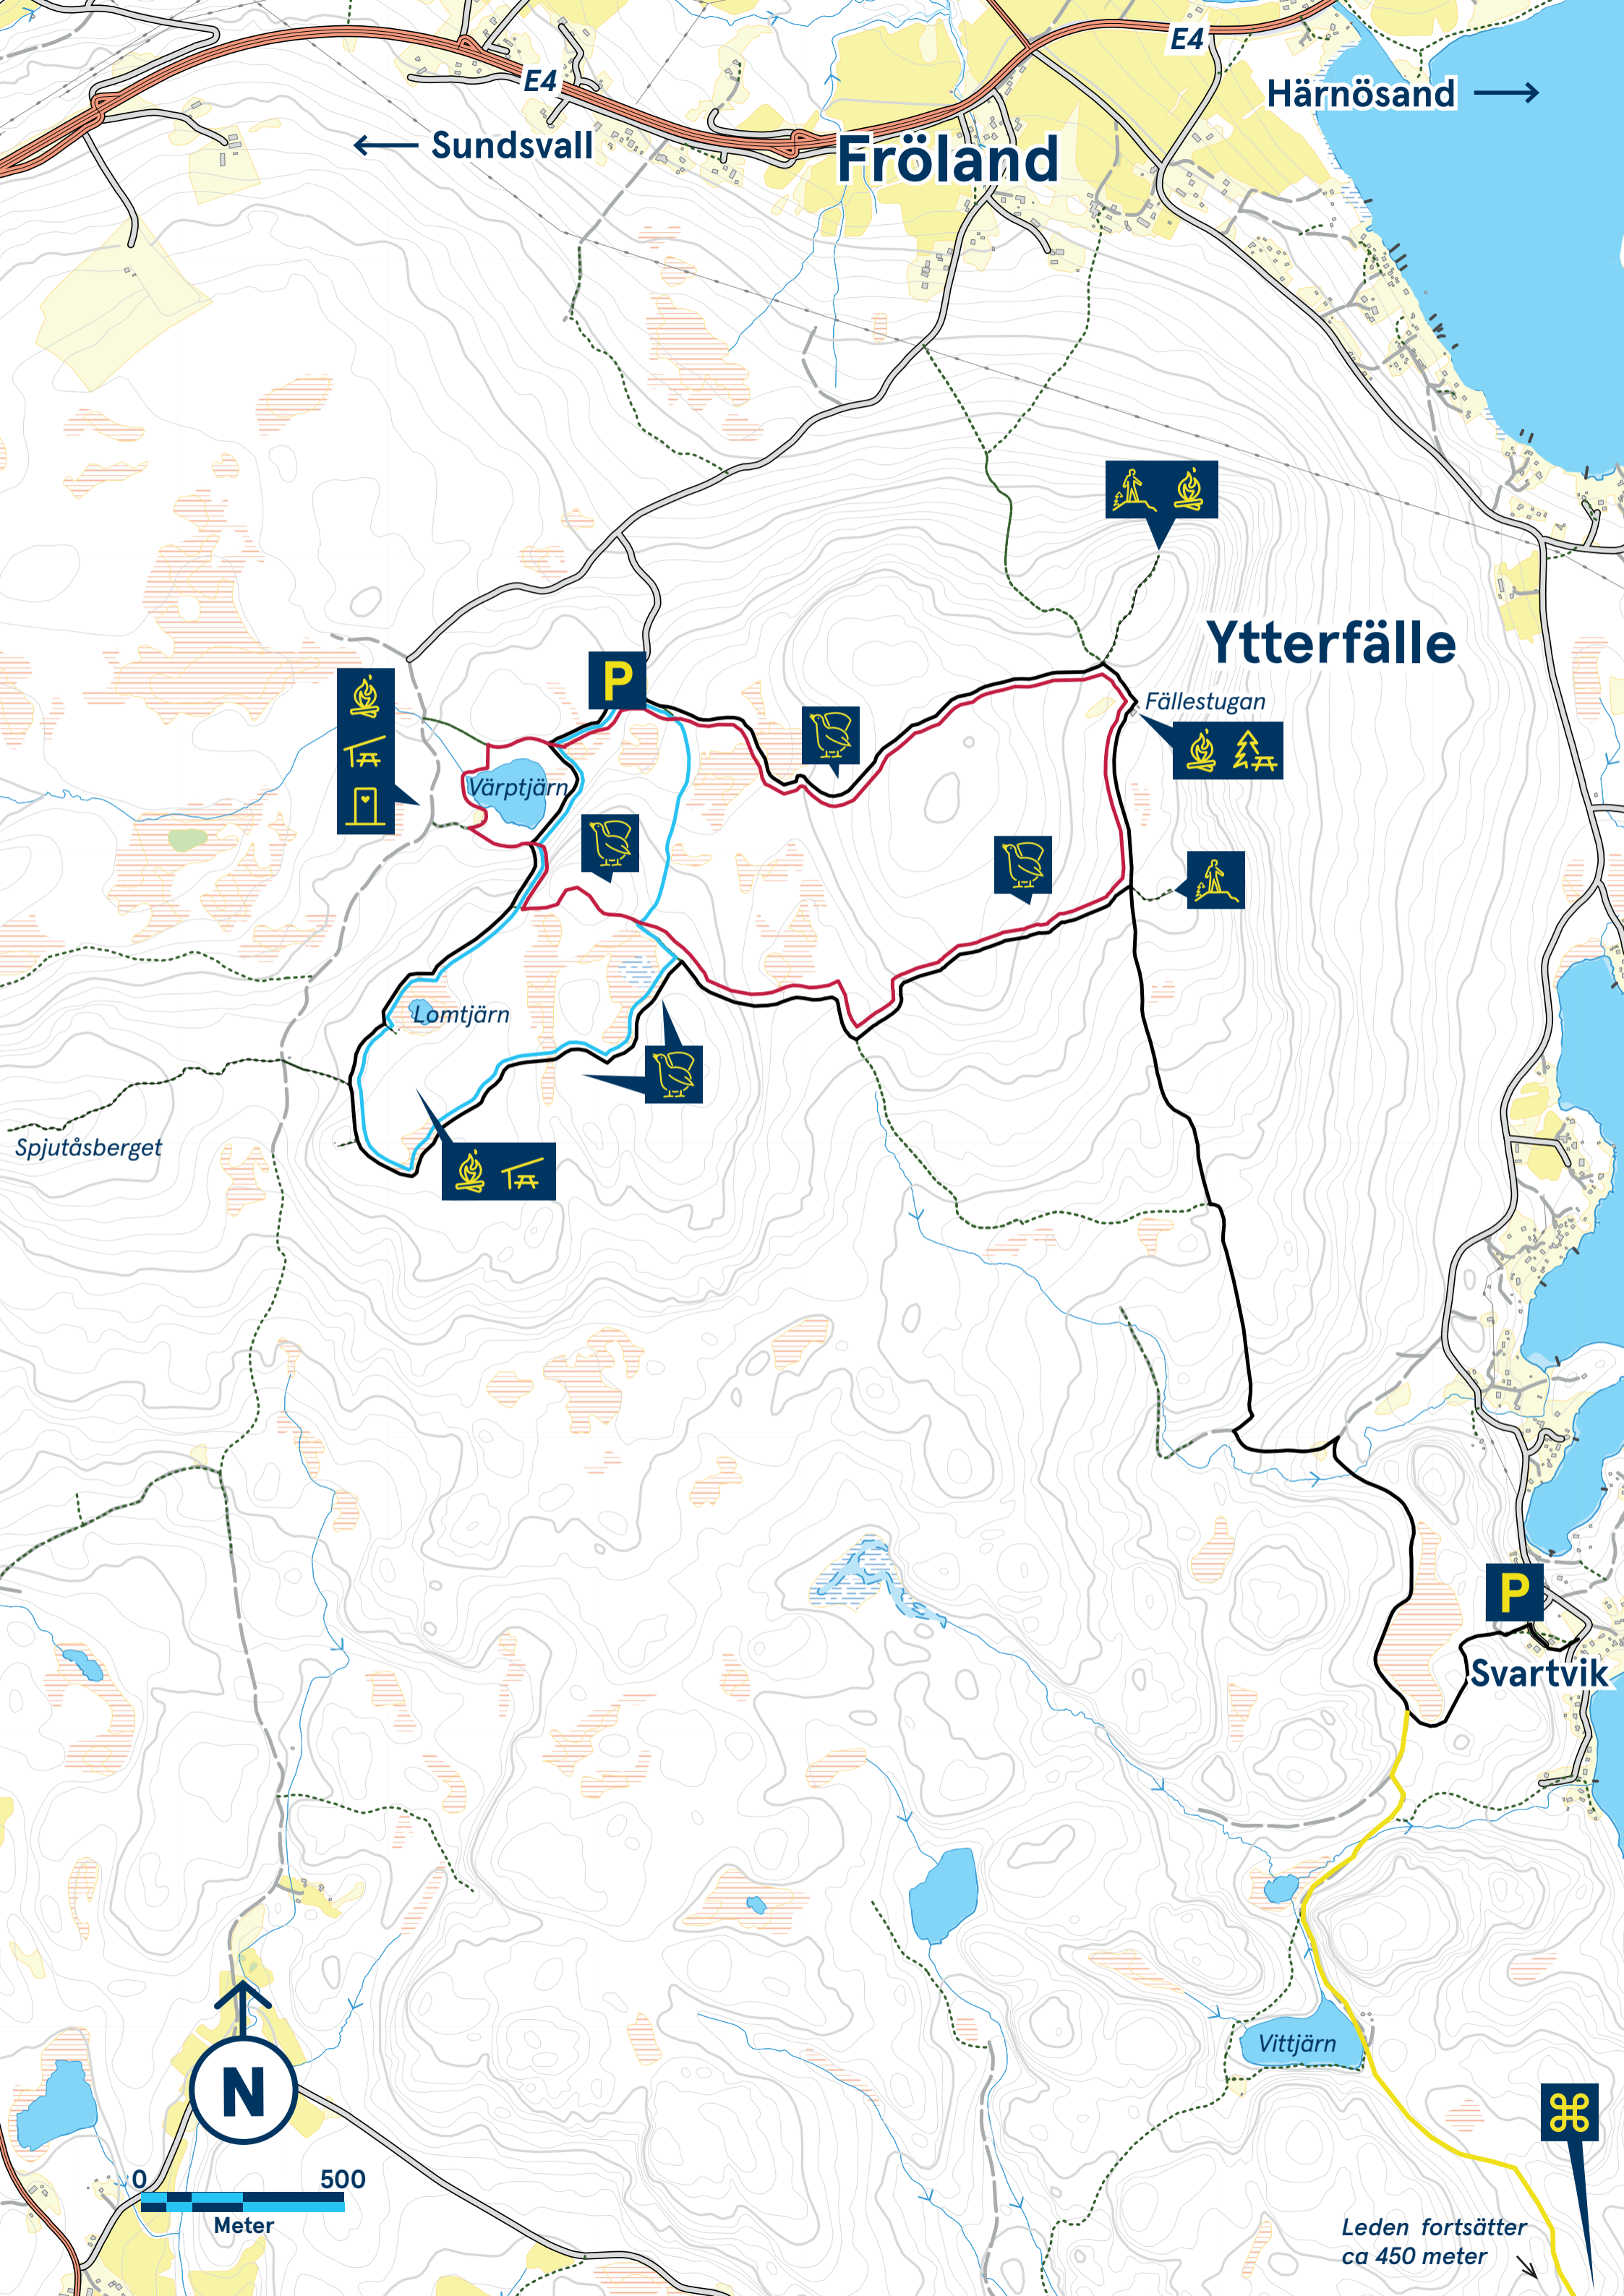 E4
E4
Härnösand
Sundsvall
Fröland
Ytterfälle
P
Fällestugan
Värptjärn
Lomtjärn
Spjutåsberget
P
Svartvik
N
Vittjärn
0 500
Meter
Leden fortsätter
ca 450 meter